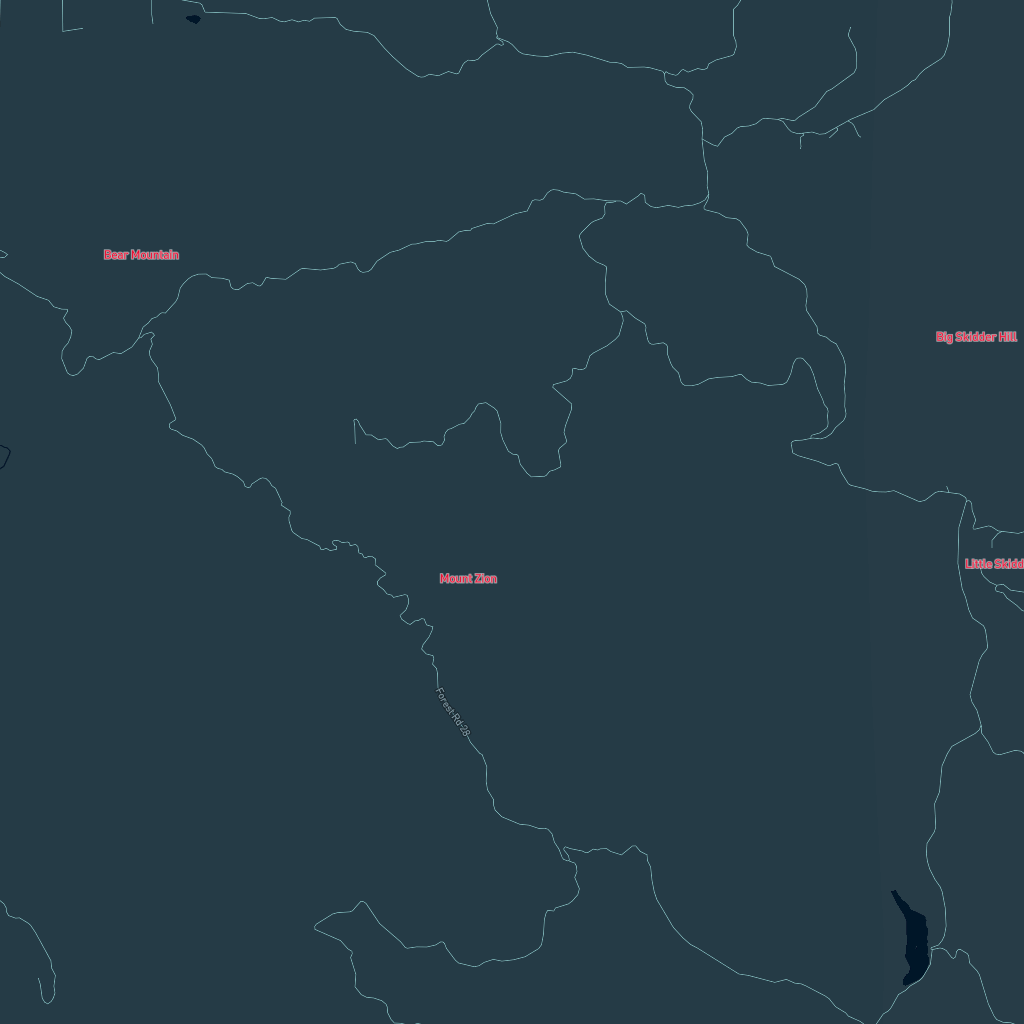 Bear Mountain
Big Skidder Hill
Little Skidd
Mount Zion
Forest Rd 28